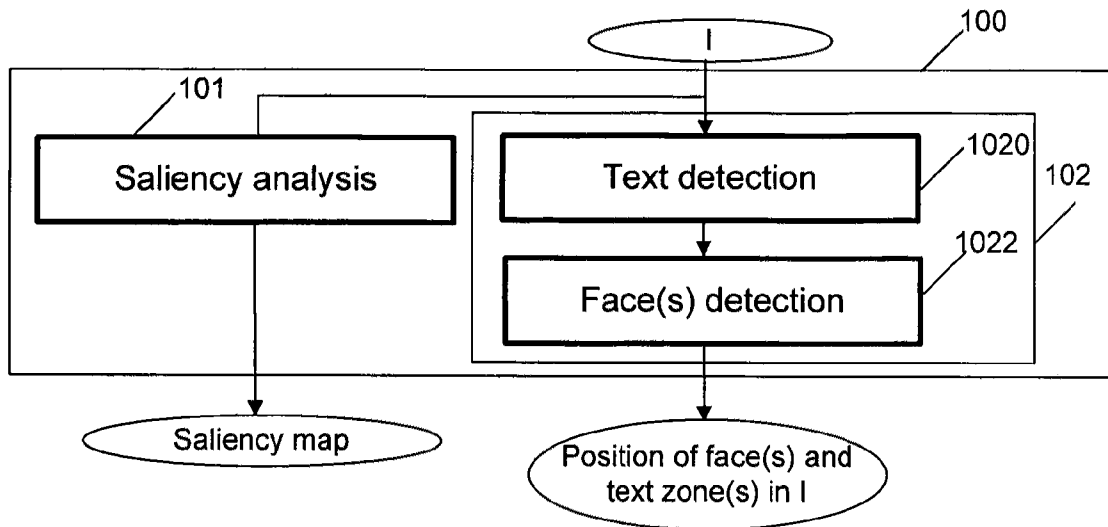 I
100
101
Saliency analysis
Text detection
1020
102
Face(s) detection
1022
Saliency map
Position of face(s) and
text zone(s) in I